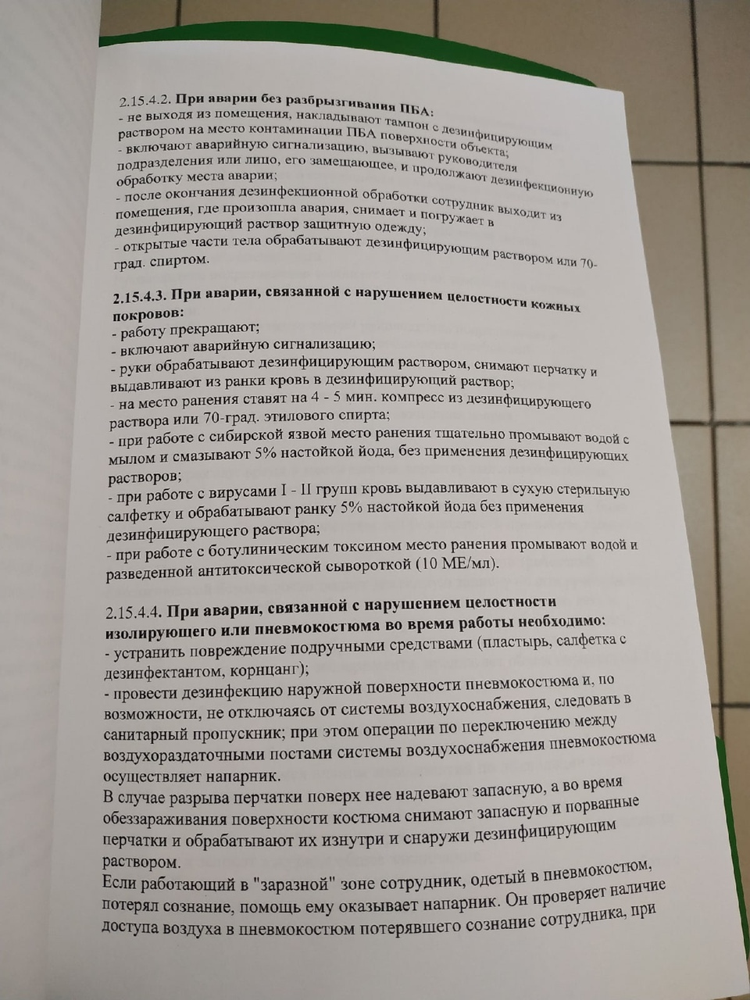 2.15.4.2. При аварии без разбрызгивания ПБА:
- не выходя из помещения, накладывают тампон с дезинфицирующим
раствором на место контаминации ПБА поверхности объекта;
- включают аварийную сигнализацию, вызывают руководителя
подразделения или лицо, его замещающее, и продолжают дезинфекционную
обработку места аварии;
- после окончания дезинфекционной обработки сотрудник выходит из
помещения, где произошла авария, снимает и погружает в
дезинфицирующий раствор защитную одежду;
- открытые части тела обрабатывают дезинфицирующим раствором или 70-
град. спиртом.
2.15.4.3. При аварии, связанной с нарушением целостности кожных
покровов:
- работу прекращают;
- включают аварийную сигнализацию;
- руки обрабатывают дезинфицирующим раствором, снимают перчатку и
выдавливают из ранки кровь в дезинфицирующий раствор;
- на место ранения ставят на 4 - 5 мин. компресс из дезинфицирующего
раствора или 70-град. этилового спирта;
- при работе с сибирской язвой место ранения тщательно промывают водой с
мылом и смазывают 5% настойкой йода, без применения дезинфицирующих
растворов;
- при работе с вирусами I - II групп кровь выдавливают в сухую стерильную
салфетку и обрабатывают ранку 5% настойкой йода без применения
дезинфицирующего раствора;
- при работе с ботулиническим токсином место ранения промывают водой и
разведенной антитоксической сывороткой (10 МЕ/мл).
2.15.4.4. При аварии, связанной с нарушением целостности
изолирующего или пневмокостюма во время работы необходимо:
- устранить повреждение подручными средствами (пластырь, салфетка с
дезинфектантом, корнцанг);
- провести дезинфекцию наружной поверхности пневмокостюма и, по
возможности, не отключаясь от системы воздухоснабжения, следовать в
санитарный пропускник; при этом операции по переключению между
воздухораздаточными постами системы воздухоснабжения пневмокостюма
осуществляет напарник.
В случае разрыва перчатки поверх нее надевают запасную, а во время
обеззараживания поверхности костюма снимают запасную и порванные
перчатки и обрабатывают их изнутри и снаружи дезинфицирующим
раствором.
Если работающий в "заразной" зоне сотрудник, одетый в пневмокостюм,
потерял сознание, помощь ему оказывает напарник. Он проверяет наличие
доступа воздуха в пневмокостюм потерявшего сознание сотрудника, при